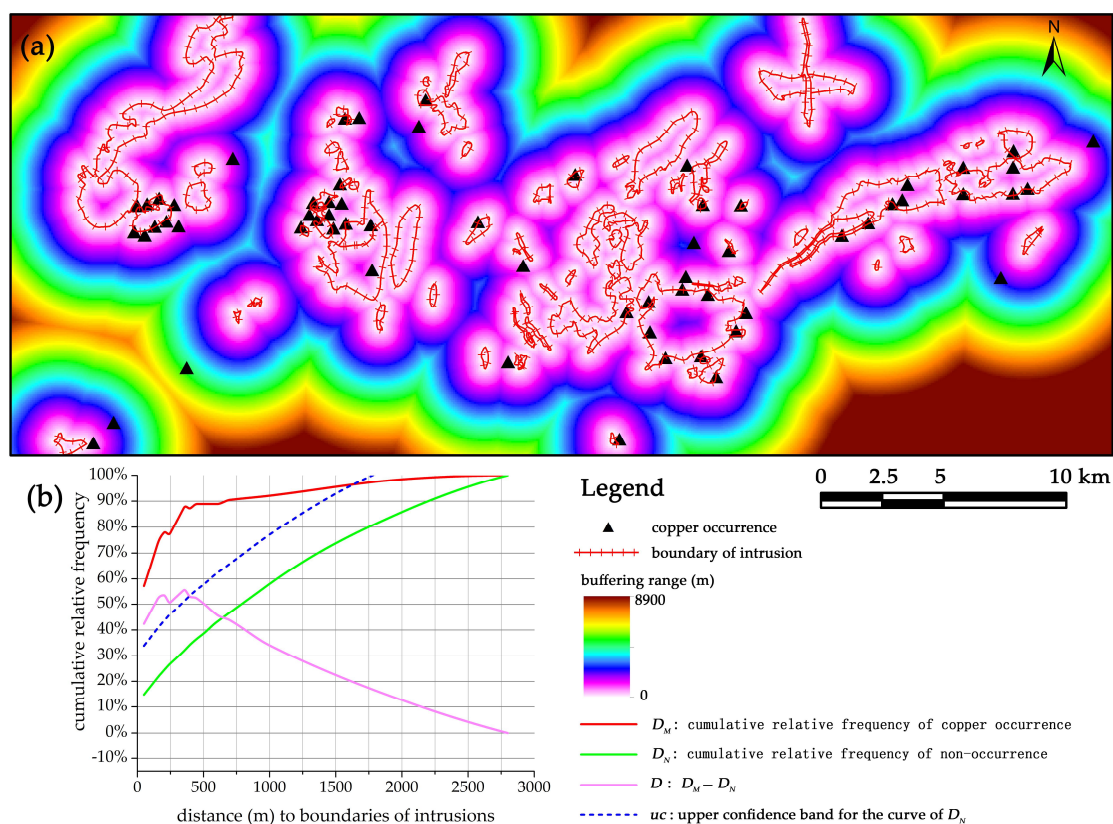 (a)
N
(b)
100%
90%
80%
70%
60%
50%
40%
30%
20%
10%
0%
-10%
cumulative relative frequency
0 500 1000 1500 2000 2500 3000
distance (m) to boundaries of intrusions
Legend
0 2.5 5 10 km
copper occurrence
boundary of intrusion
buffering range (m)
8900
0
D_M: cumulative relative frequency of copper occurrence
D_N: cumulative relative frequency of non-occurrence
D: D_M − D_N
uc: upper confidence band for the curve of D_N